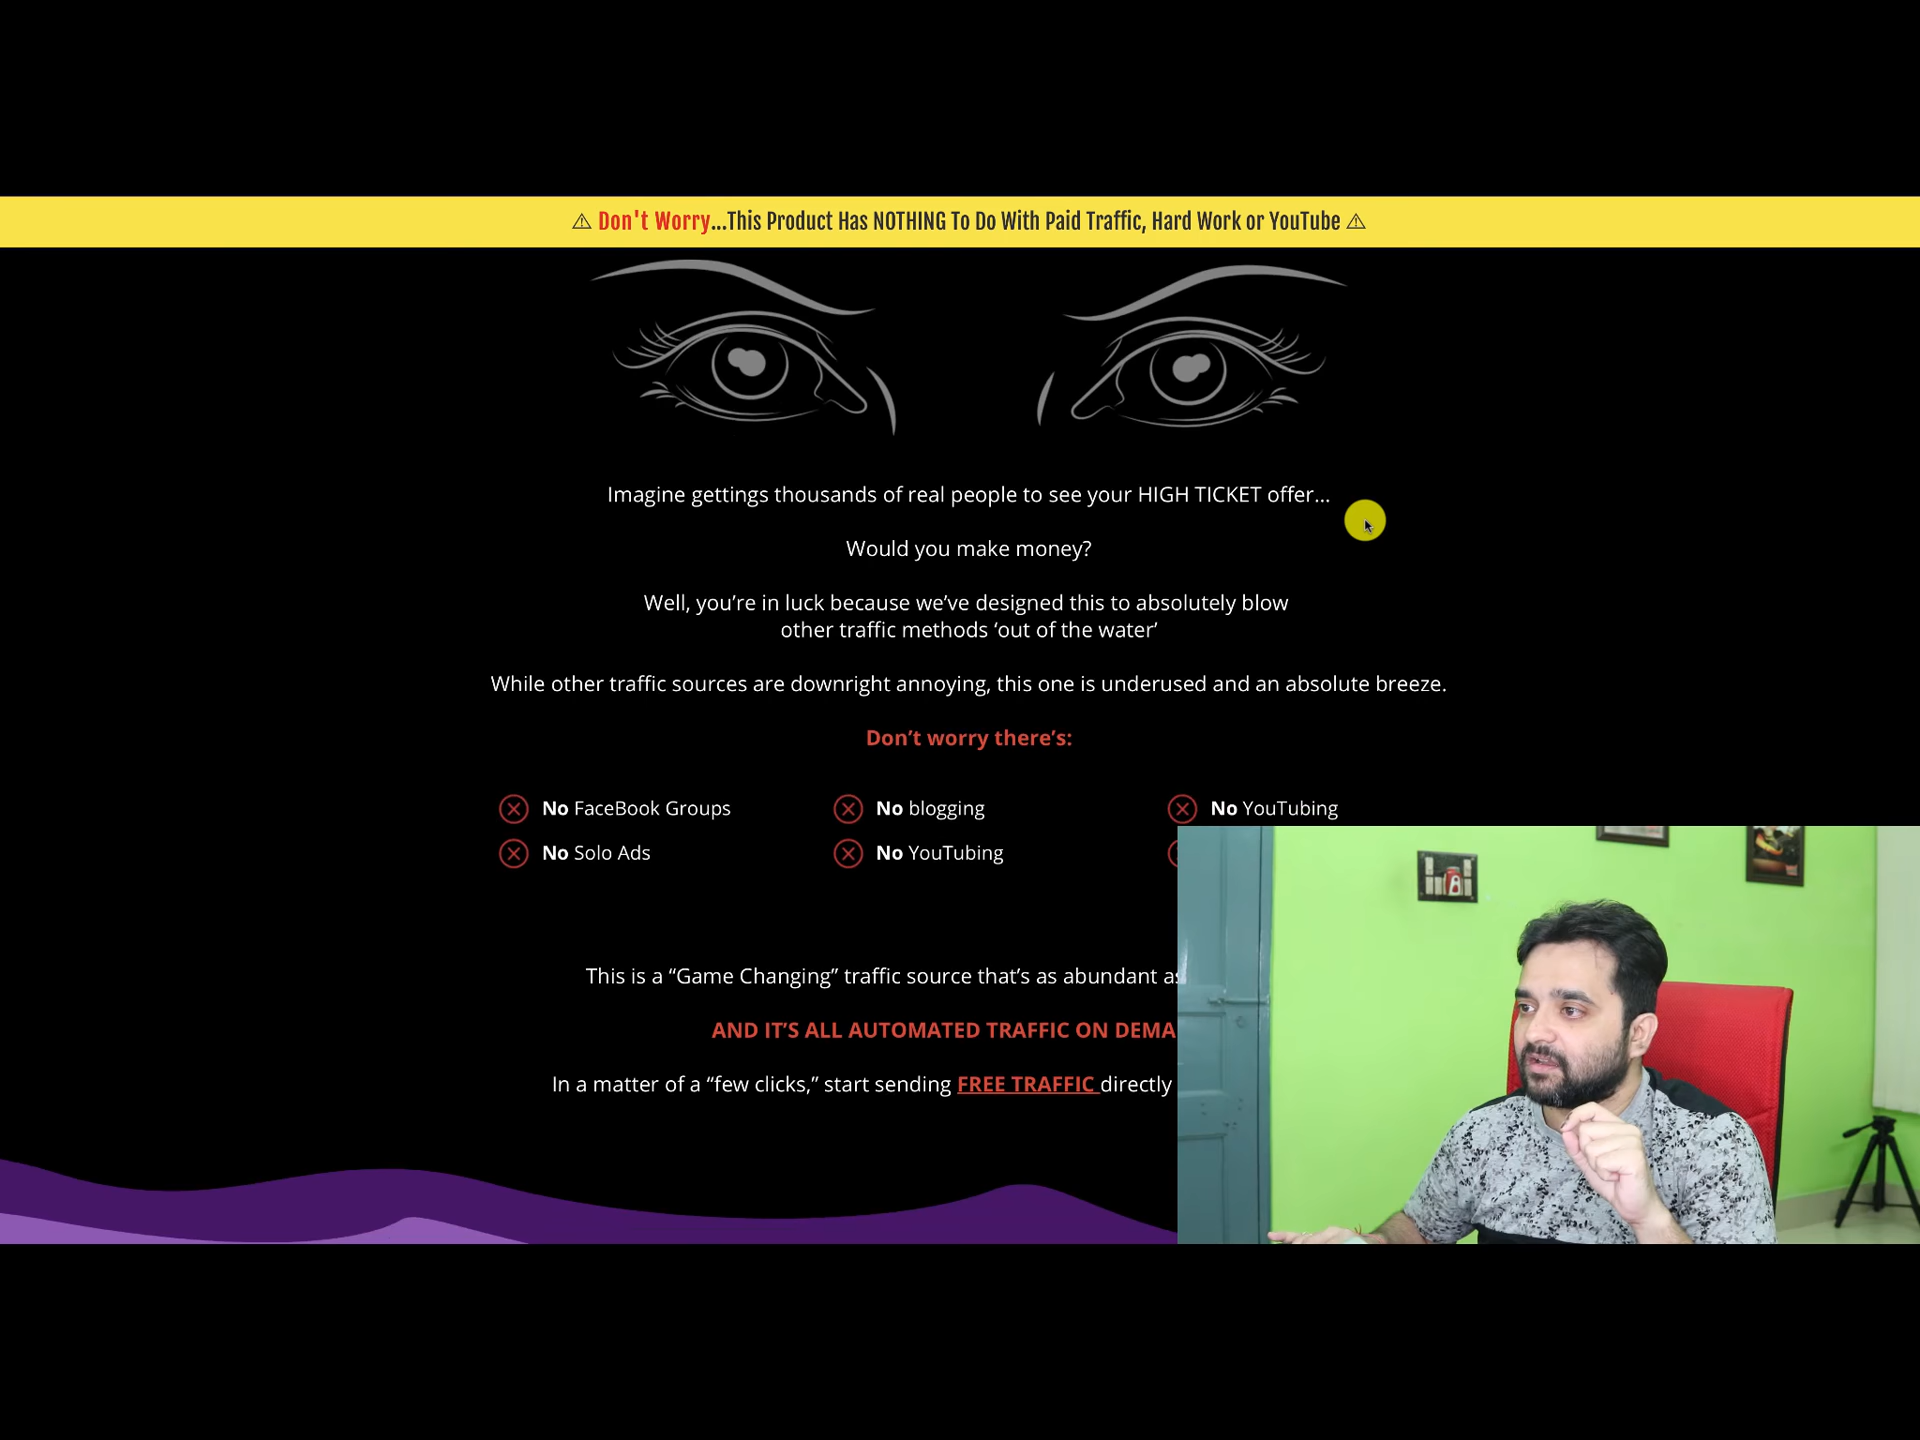 ⚠ Don't Worry...This Product Has NOTHING To Do With Paid Traffic, Hard Work or YouTube ⚠
Imagine gettings thousands of real people to see your HIGH TICKET offer...
Would you make money?
Well, you’re in luck because we’ve designed this to absolutely blow
other traffic methods ‘out of the water’
While other traffic sources are downright annoying, this one is underused and an absolute breeze.
Don’t worry there’s:
No FaceBook Groups
No blogging
No YouTubing
No Solo Ads
No YouTubing
This is a “Game Changing” traffic source that’s as abundant as
AND IT’S ALL AUTOMATED TRAFFIC ON DEMA
In a matter of a “few clicks,” start sending FREE TRAFFIC directly